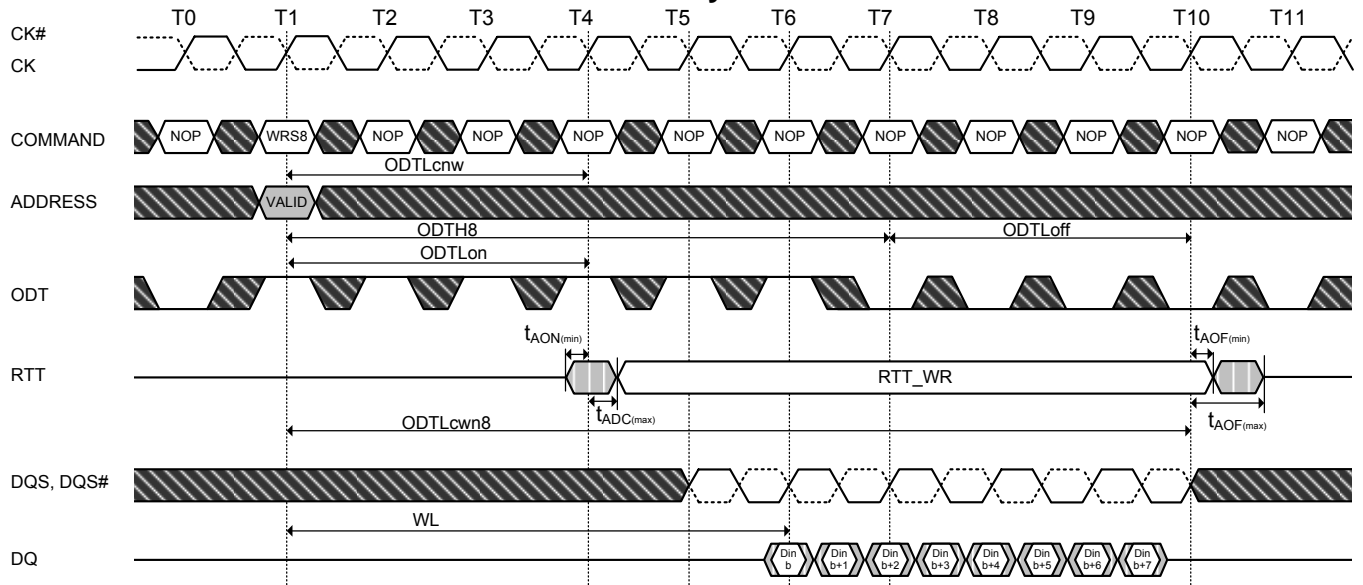 T0 T1 T2 T3 T4 T5 T6 T7 T8 T9 T10 T11
CK#
CK
COMMAND NOP WRS8 NOP NOP NOP NOP NOP NOP NOP NOP NOP NOP
ODTLcnw
ADDRESS VALID
ODTH8 ODTLoff
ODTLon
ODT
tAON(min) tAOF(min)
RTT RTT_WR
tADC(max) tAOF(max)
ODTLcwn8
DQS, DQS#
WL
DQ Din b Din b+1 Din b+2 Din b+3 Din b+4 Din b+5 Din b+6 Din b+7